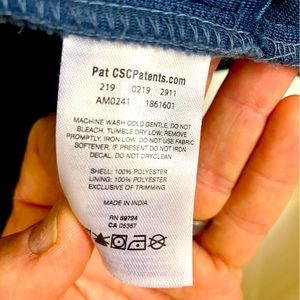 Pat CSCPatents.com
219 0219 2911
AM0241 1861601
MACHINE WASH COLD GENTLE, DO NOT
BLEACH, TUMBLE DRY LOW, REMOVE
PROMPTLY, IRON LOW, DO NOT USE FABRIC
SOFTENER, IF PRESENT DO NOT IRON
DECAL, DO NOT DRYCLEAN
SHELL: 100% POLYESTER
LINING: 100% POLYESTER
EXCLUSIVE OF TRIMMING
MADE IN INDIA
RN 69724
CA 05367